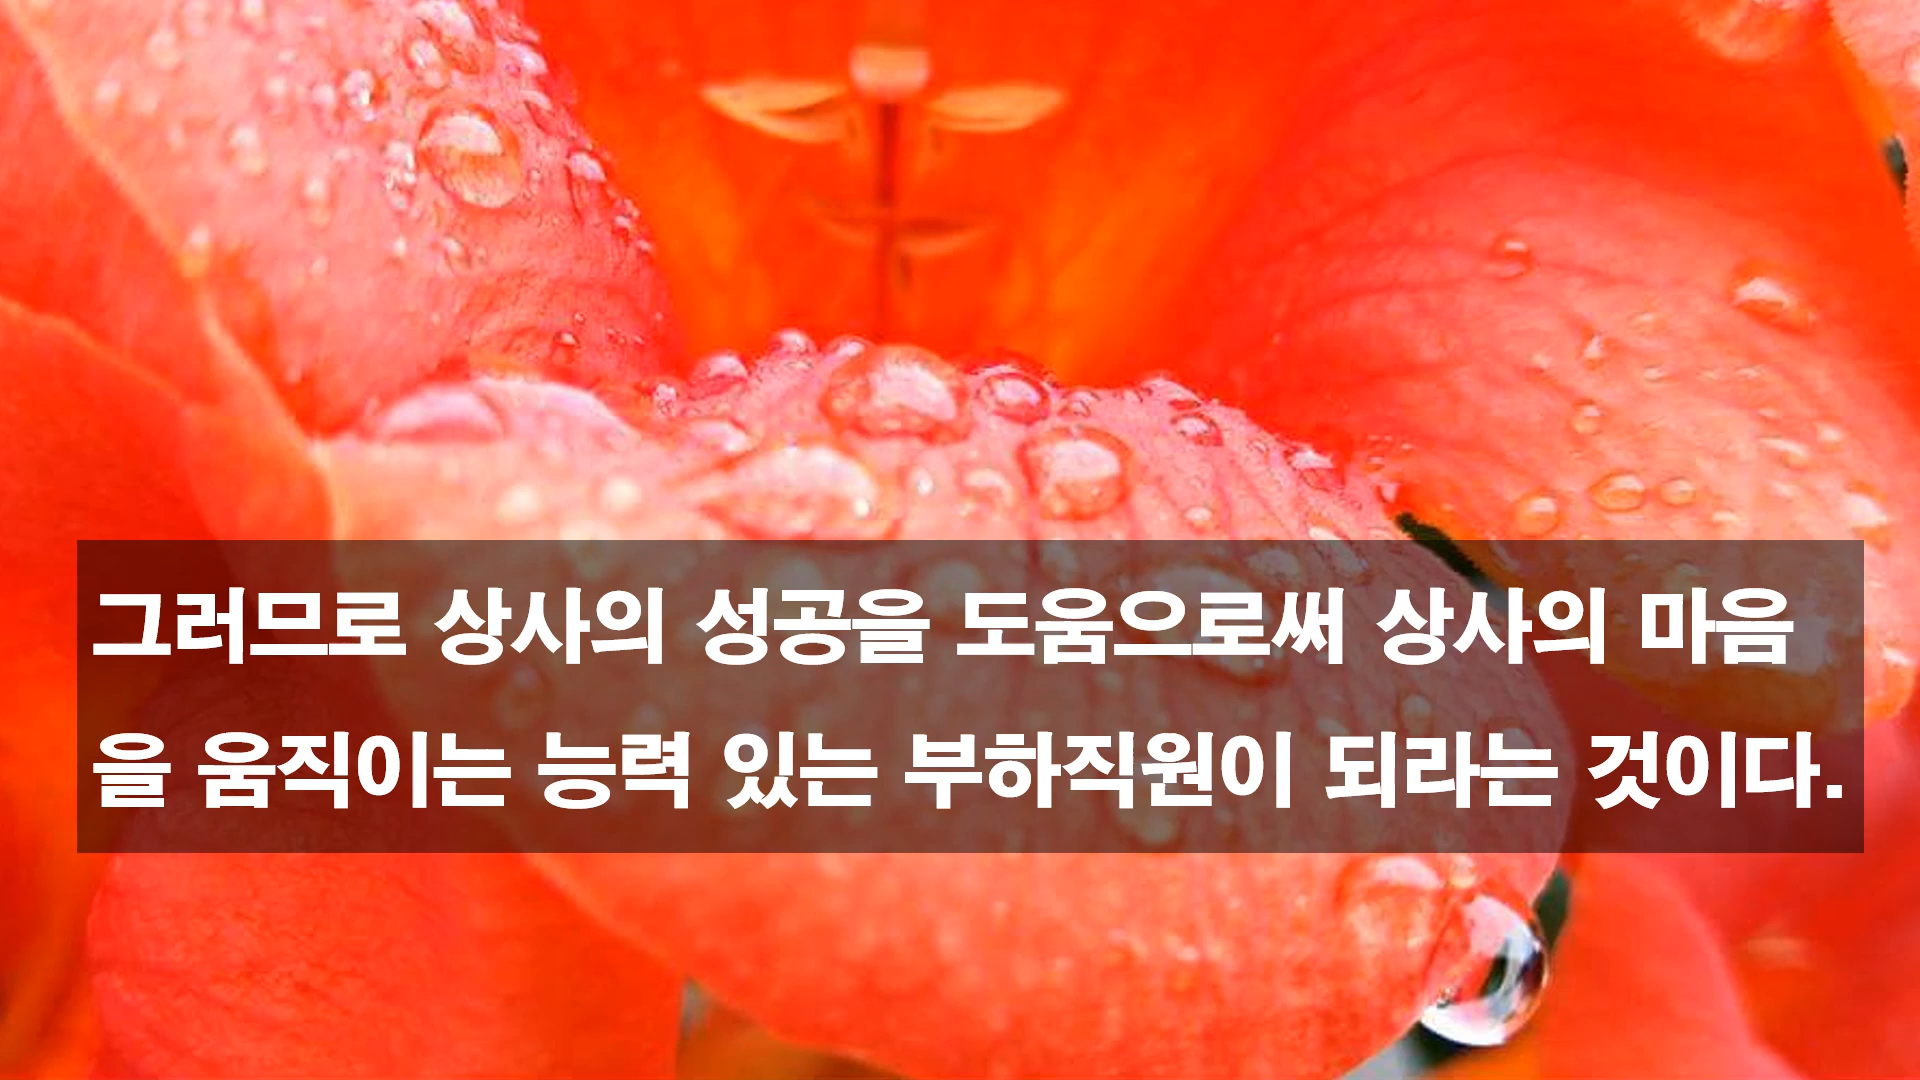 그러므로 상사의 성공을 도움으로써 상사의 마음
을 움직이는 능력 있는 부하직원이 되라는 것이다.